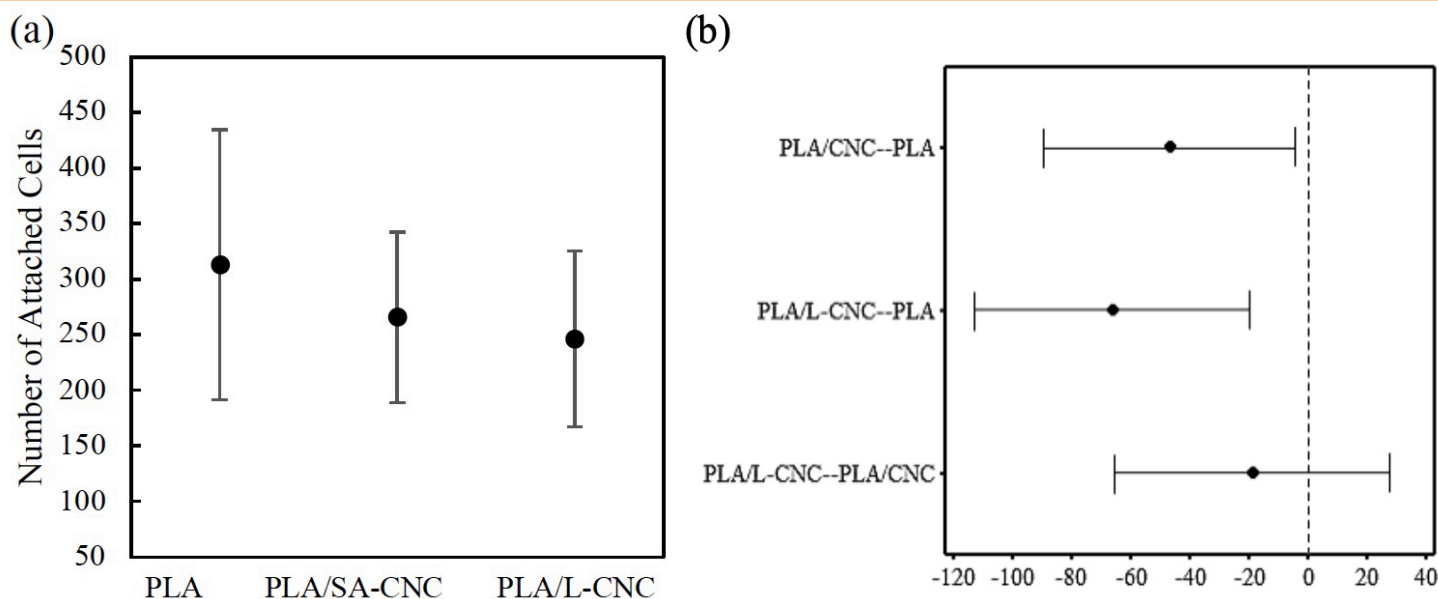 (a)
Number of Attached Cells
500
450
400
350
300
250
200
150
100
50
PLA PLA/SA-CNC PLA/L-CNC
(b)
PLA/CNC--PLA
PLA/L-CNC--PLA
PLA/L-CNC--PLA/CNC
-120 -100 -80 -60 -40 -20 0 20 40